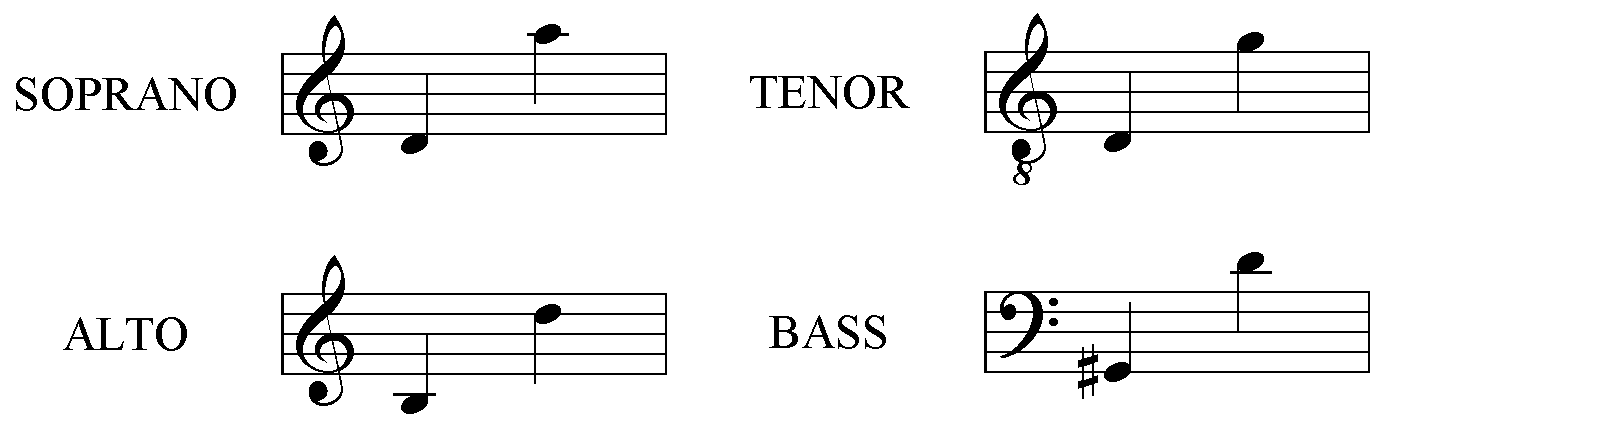 SOPRANO
TENOR
8
ALTO
BASS